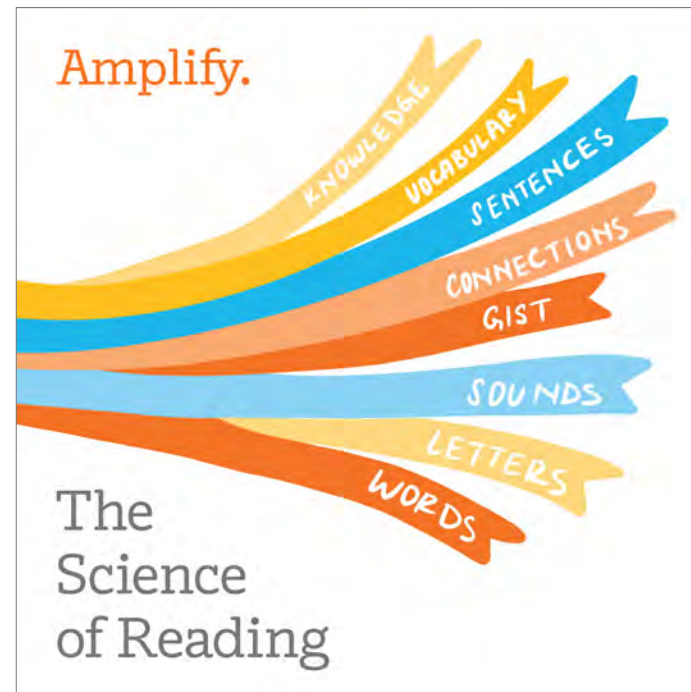 Amplify.
KNOWLEDGE
VOCABULARY
SENTENCES
CONNECTIONS
GIST
SOUNDS
LETTERS
WORDS
The
Science
of Reading